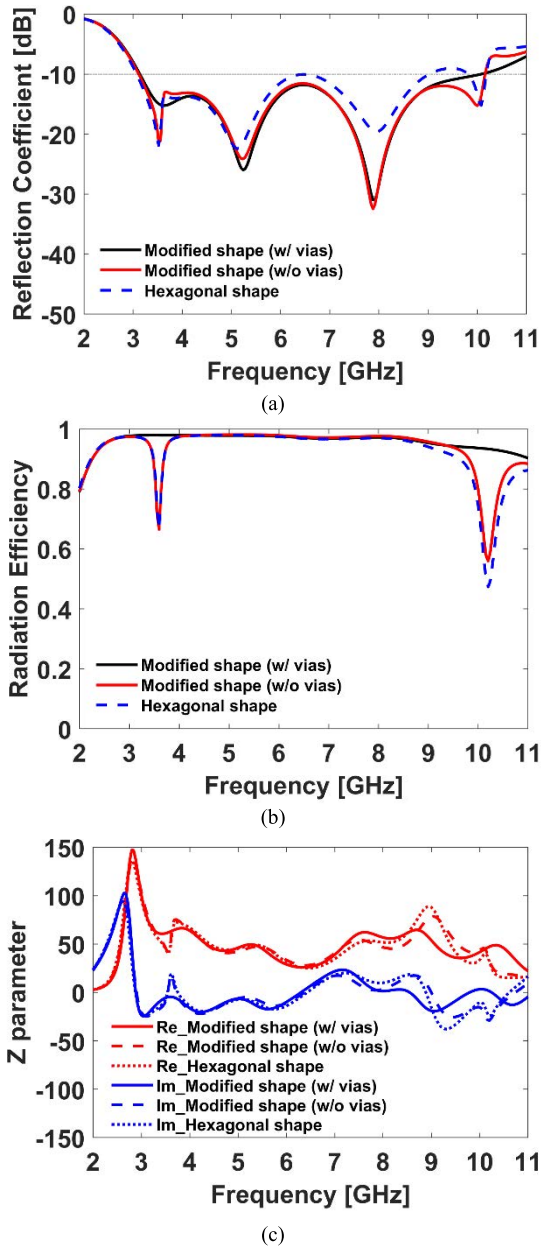 0
-10
-20
-30
-40
-50
Reflection Coefficient [dB]
Modified shape (w/ vias)
Modified shape (w/o vias)
Hexagonal shape
2 3 4 5 6 7 8 9 10 11
Frequency [GHz]
(a)
1
0.8
0.6
0.4
0.2
0
Radiation Efficiency
Modified shape (w/ vias)
Modified shape (w/o vias)
Hexagonal shape
2 3 4 5 6 7 8 9 10 11
Frequency [GHz]
(b)
150
100
50
0
-50
-100
-150
Z parameter
Re_Modified shape (w/ vias)
Re_Modified shape (w/o vias)
Re_Hexagonal shape
Im_Modified shape (w/ vias)
Im_Modified shape (w/o vias)
Im_Hexagonal shape
2 3 4 5 6 7 8 9 10 11
Frequency [GHz]
(c)